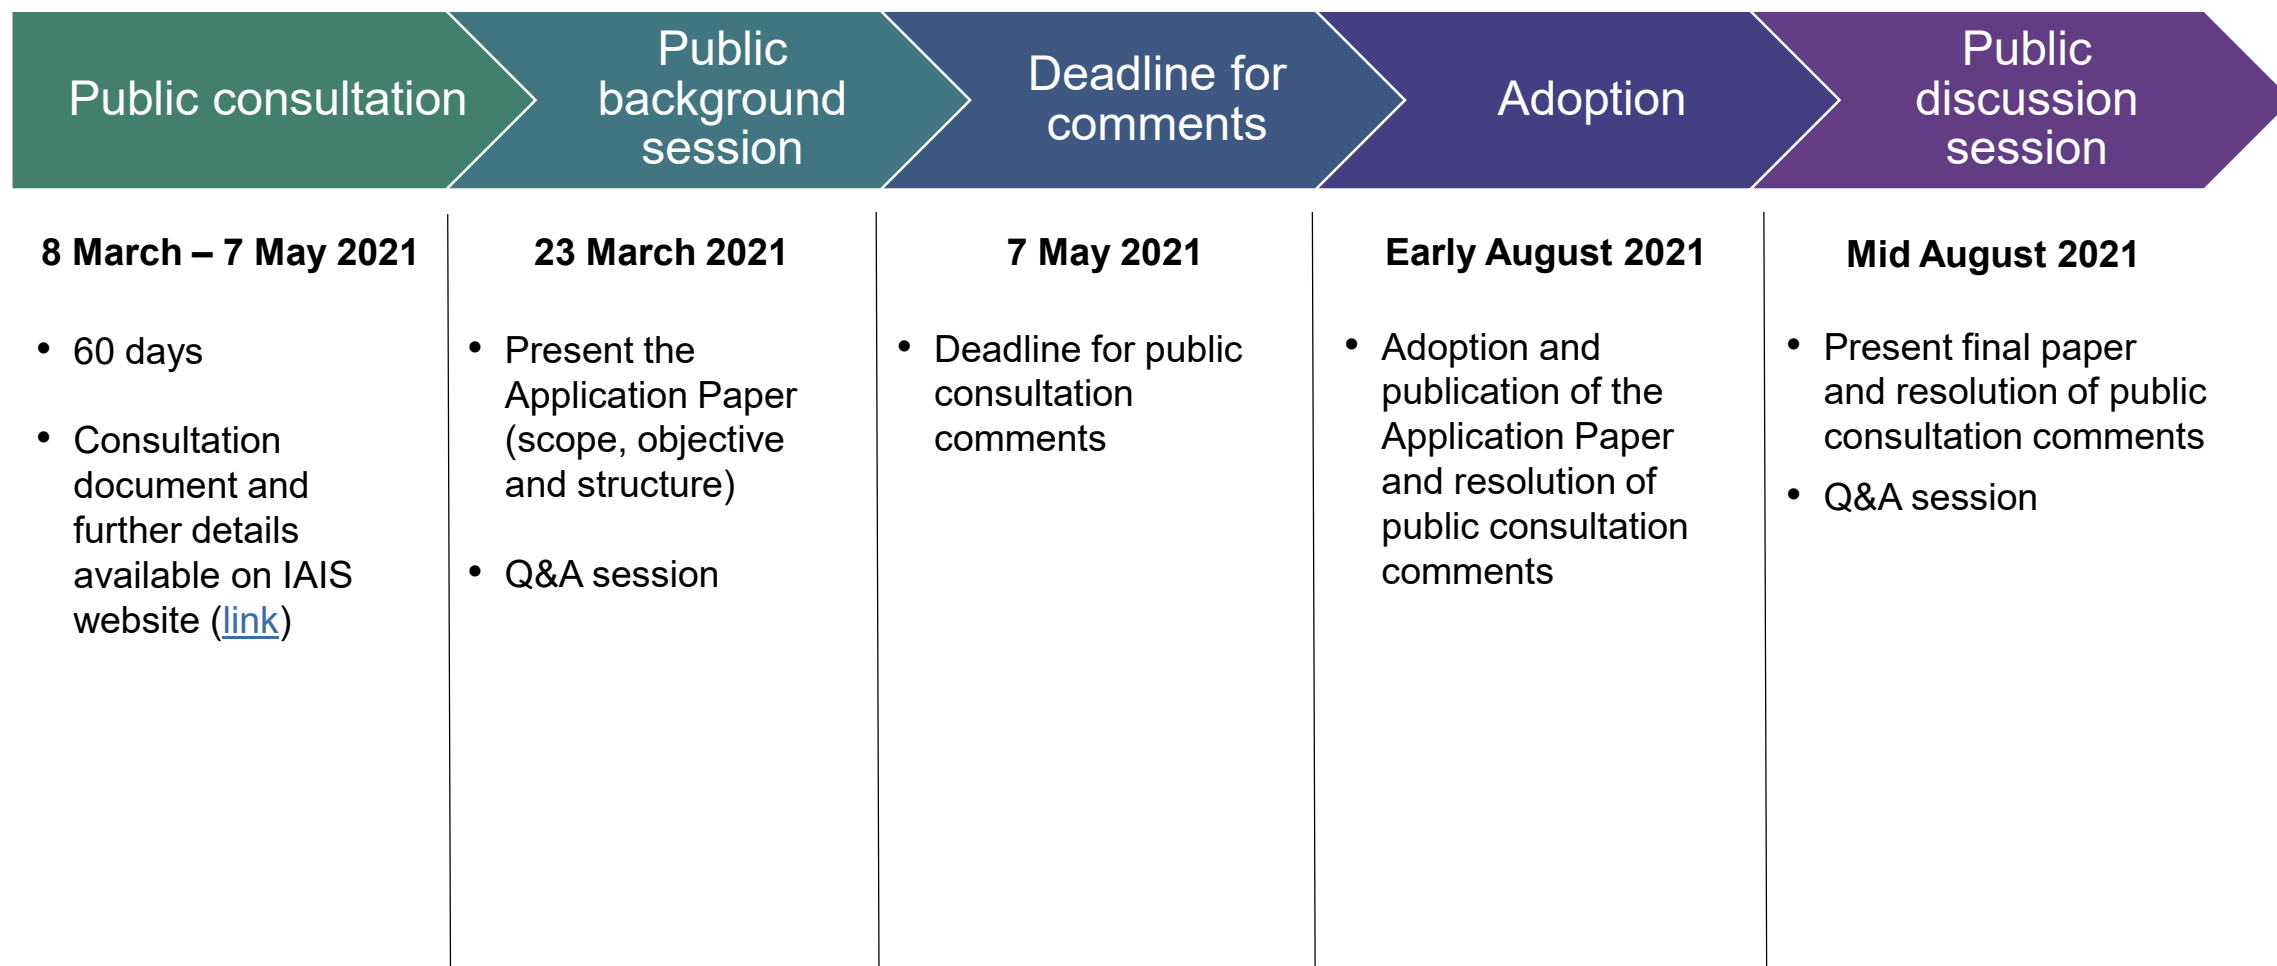 Public consultation
Public
background
session
Deadline for
comments
Adoption
Public
discussion
session
8 March – 7 May 2021
• 60 days
• Consultation
document and
further details
available on IAIS
website (link)
23 March 2021
• Present the
Application Paper
(scope, objective
and structure)
• Q&A session
7 May 2021
• Deadline for public
consultation
comments
Early August 2021
• Adoption and
publication of the
Application Paper
and resolution of
public consultation
comments
Mid August 2021
• Present final paper
and resolution of public
consultation comments
• Q&A session